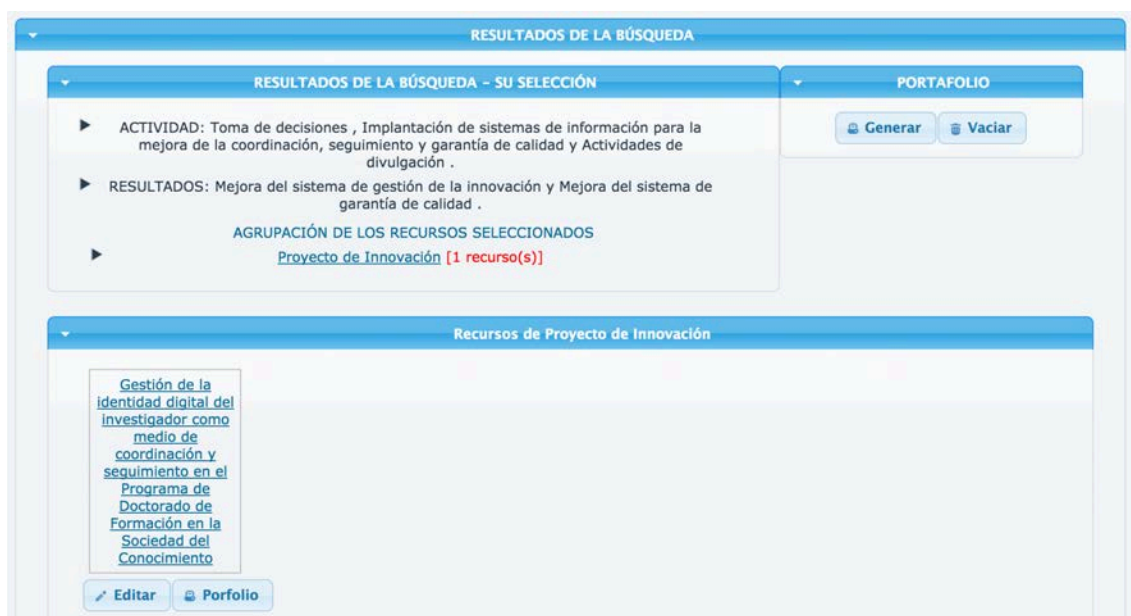 RESULTADOS DE LA BÚSQUEDA
RESULTADOS DE LA BÚSQUEDA - SU SELECCIÓN
ACTIVIDAD: Toma de decisiones , Implantación de sistemas de información para la
mejora de la coordinación, seguimiento y garantía de calidad y Actividades de
divulgación .
RESULTADOS: Mejora del sistema de gestión de la innovación y Mejora del sistema de
garantía de calidad .
AGRUPACIÓN DE LOS RECURSOS SELECCIONADOS
Proyecto de Innovación [1 recurso(s)]
PORTAFOLIO
Generar Vaciar
Recursos de Proyecto de Innovación
Gestión de la
identidad digital del
investigador como
medio de
coordinación y
seguimiento en el
Programa de
Doctorado de
Formación en la
Sociedad del
Conocimiento
Editar Porfolio